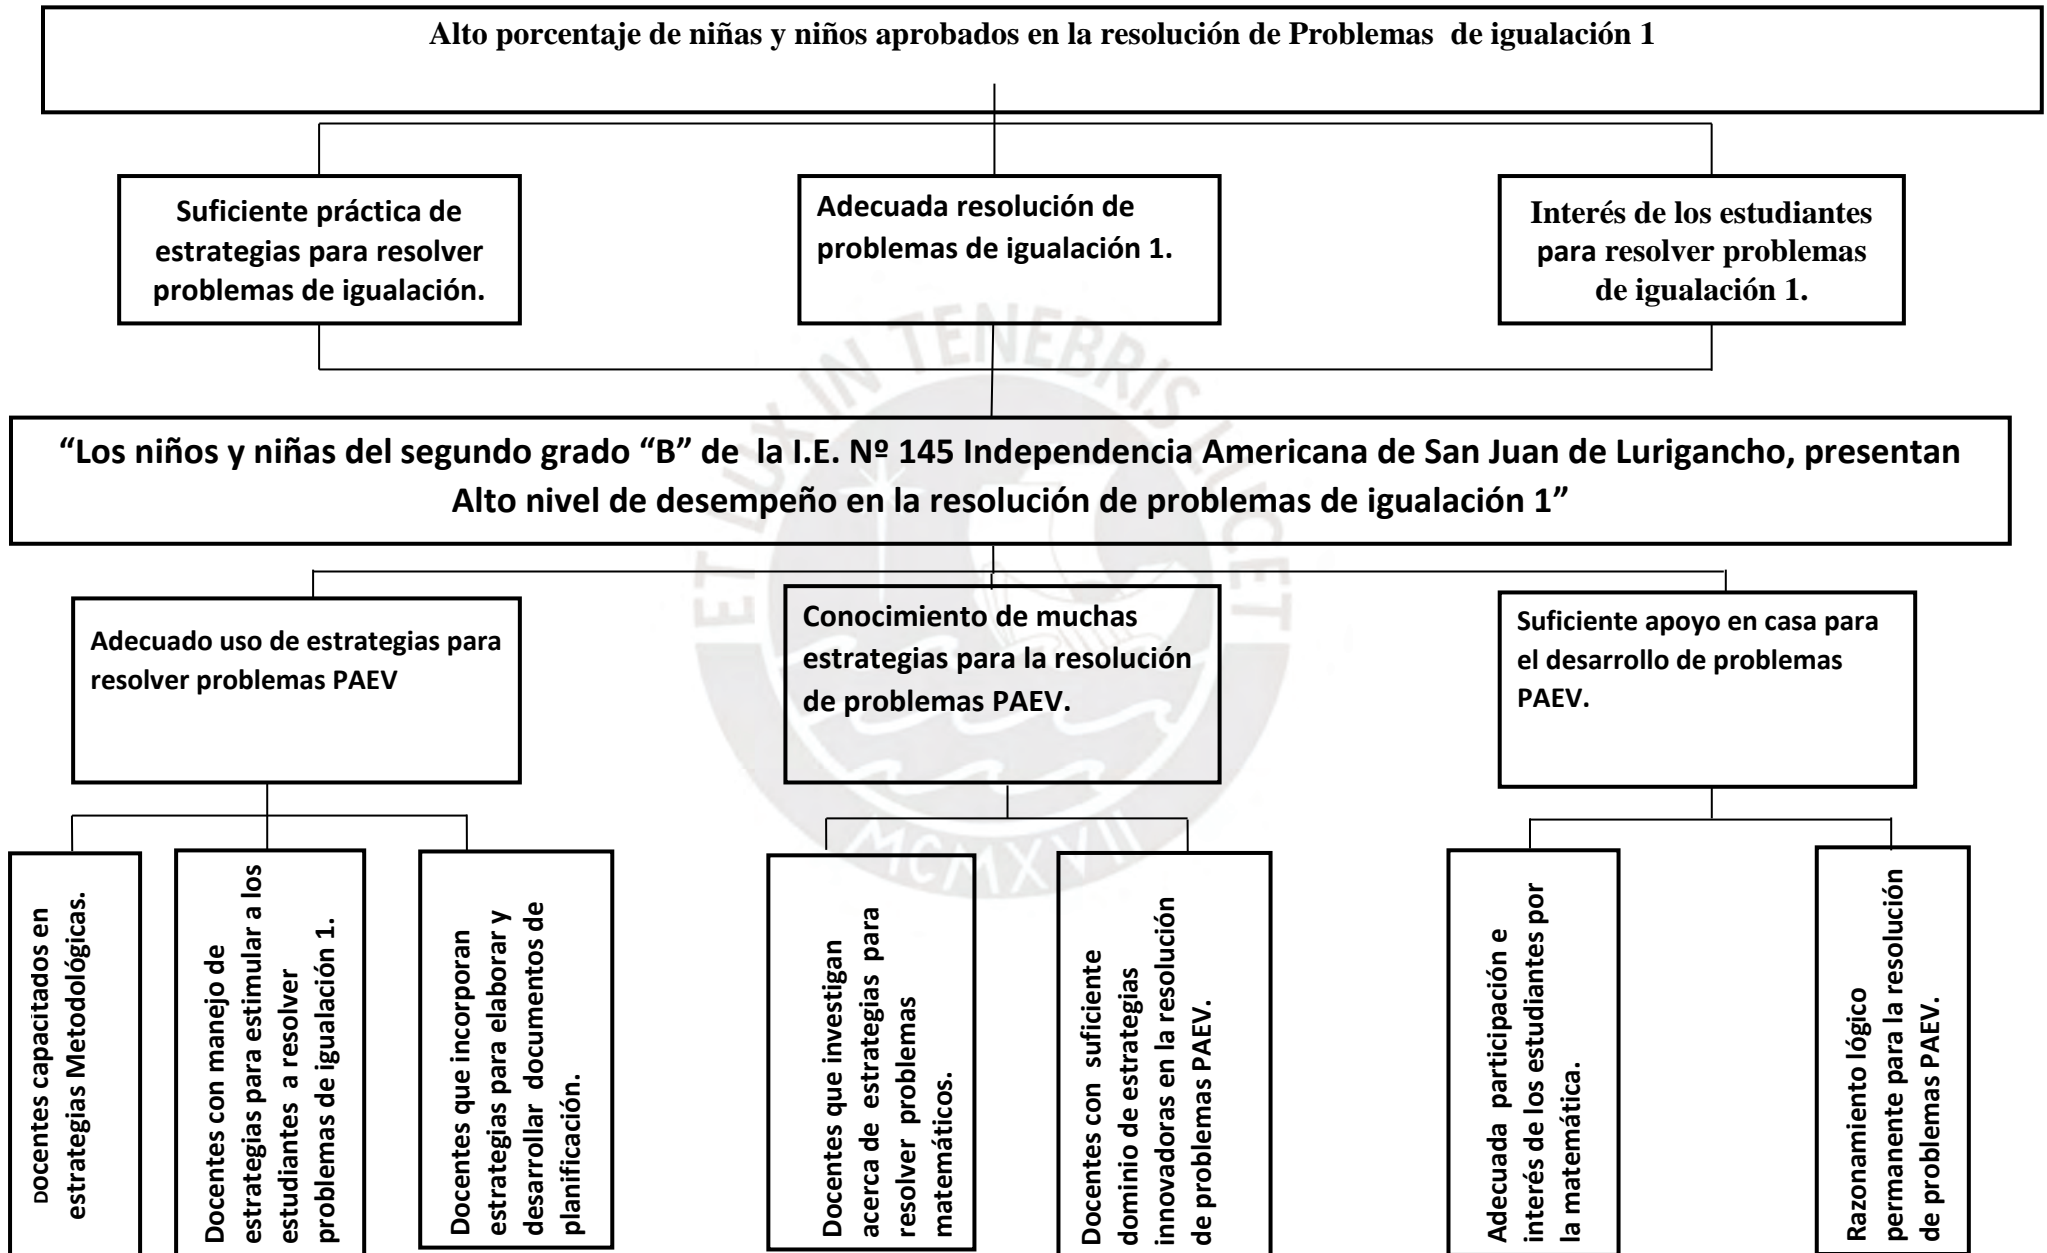 Alto porcentaje de niñas y niños aprobados en la resolución de Problemas de igualación 1
Suficiente práctica de
estrategias para resolver
problemas de igualación.
Adecuada resolución de
problemas de igualación 1.
Interés de los estudiantes
para resolver problemas
de igualación 1.
“Los niños y niñas del segundo grado “B” de la I.E. Nº 145 Independencia Americana de San Juan de Lurigancho, presentan
Alto nivel de desempeño en la resolución de problemas de igualación 1”
Adecuado uso de estrategias para
resolver problemas PAEV
Conocimiento de muchas
estrategias para la resolución
de problemas PAEV.
Suficiente apoyo en casa para
el desarrollo de problemas
PAEV.
Docentes capacitados en
estrategias Metodológicas.
Docentes con manejo de
estrategias para estimular a los
estudiantes a resolver
problemas de igualación 1.
Docentes que incorporan
estrategias para elaborar y
desarrollar documentos de
planificación.
Docentes que investigan
acerca de estrategias para
resolver problemas
matemáticos.
Docentes con suficiente
dominio de estrategias
innovadoras en la resolución
de problemas PAEV.
Adecuada participación e
interés de los estudiantes por
la matemática.
Razonamiento lógico
permanente para la resolución
de problemas PAEV.
ET LUX IN TENEBRIS LUCET
MCMXVII